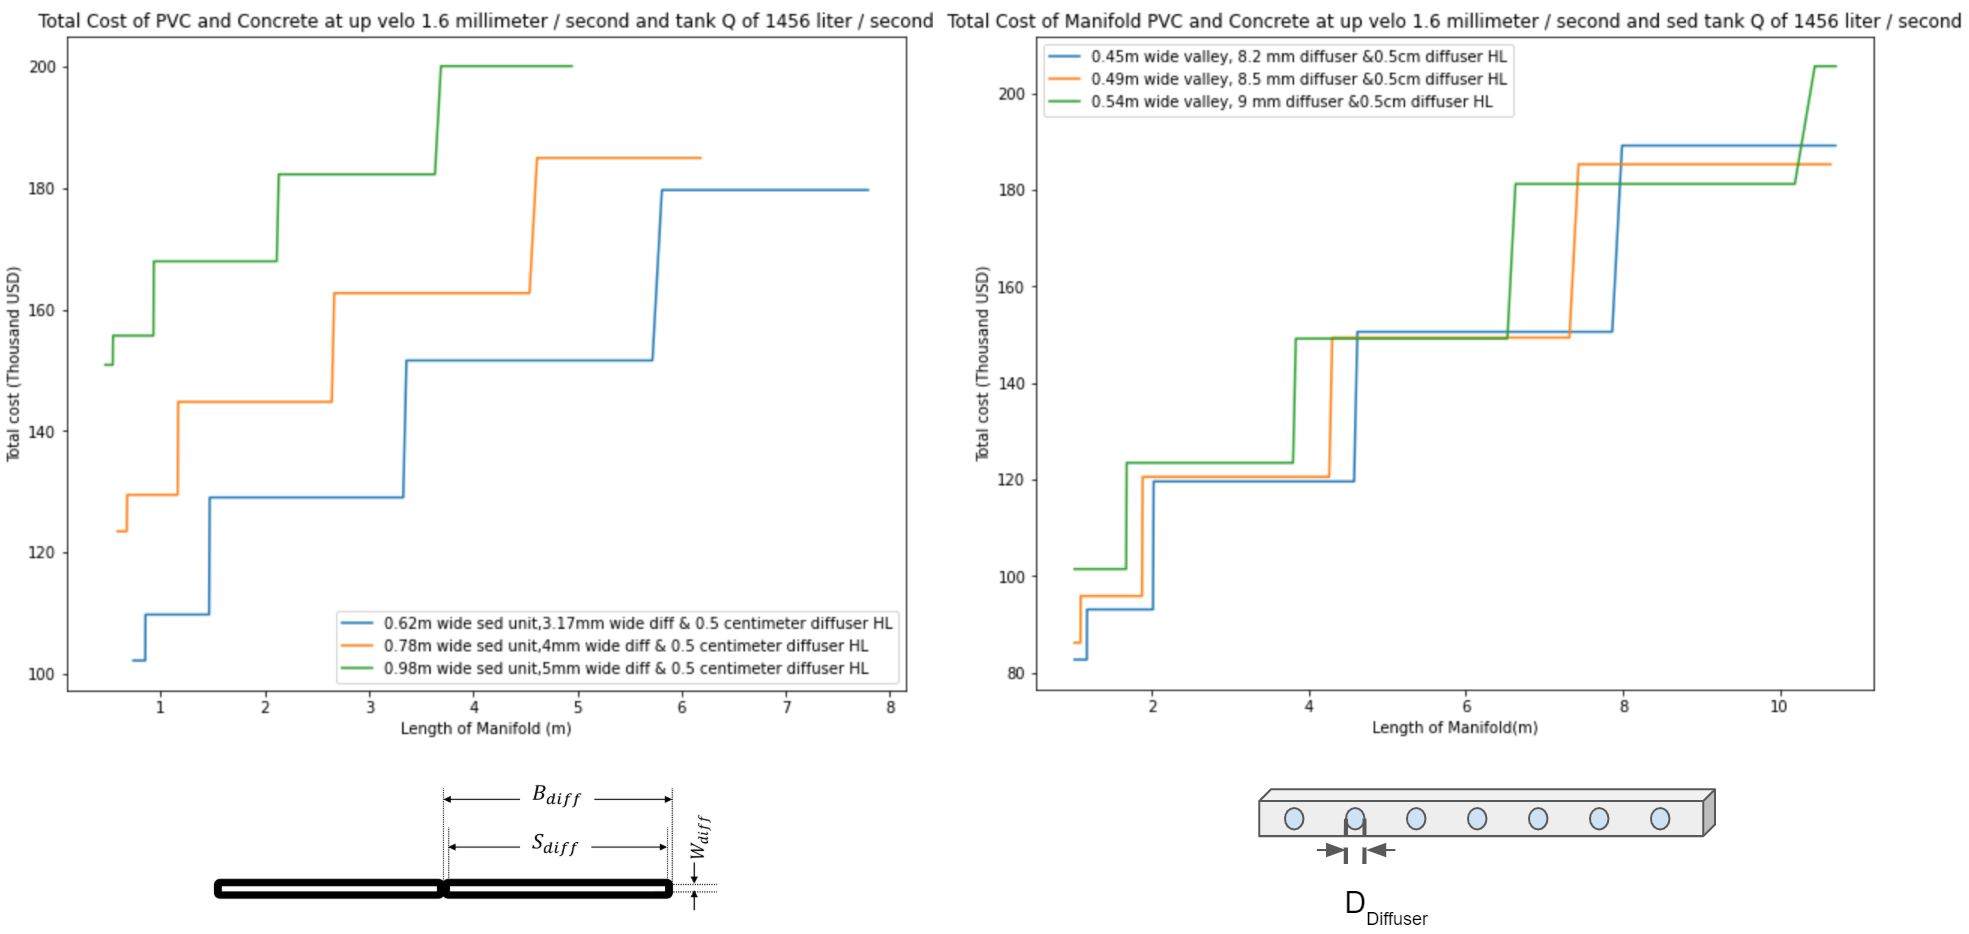 Total Cost of PVC and Concrete at up velo 1.6 millimeter / second and tank Q of 1456 liter / second
200
180
160
140
120
100
Total cost (Thousand USD)
0.62m wide sed unit,3.17mm wide diff & 0.5 centimeter diffuser HL
0.78m wide sed unit,4mm wide diff & 0.5 centimeter diffuser HL
0.98m wide sed unit,5mm wide diff & 0.5 centimeter diffuser HL
1 2 3 4 5 6 7 8
Length of Manifold (m)
Total Cost of Manifold PVC and Concrete at up velo 1.6 millimeter / second and sed tank Q of 1456 liter / second
0.45m wide valley, 8.2 mm diffuser &0.5cm diffuser HL
0.49m wide valley, 8.5 mm diffuser &0.5cm diffuser HL
0.54m wide valley, 9 mm diffuser &0.5cm diffuser HL
200
180
160
140
120
100
80
Total cost (Thousand USD)
2 4 6 8 10
Length of Manifold(m)
B diff
S diff
W diff
D Diffuser